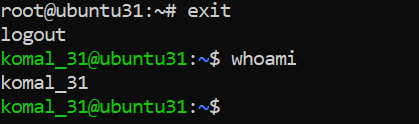 root@ubuntu31:~# exit
logout
komal_31@ubuntu31:~$ whoami
komal_31
komal_31@ubuntu31:~$